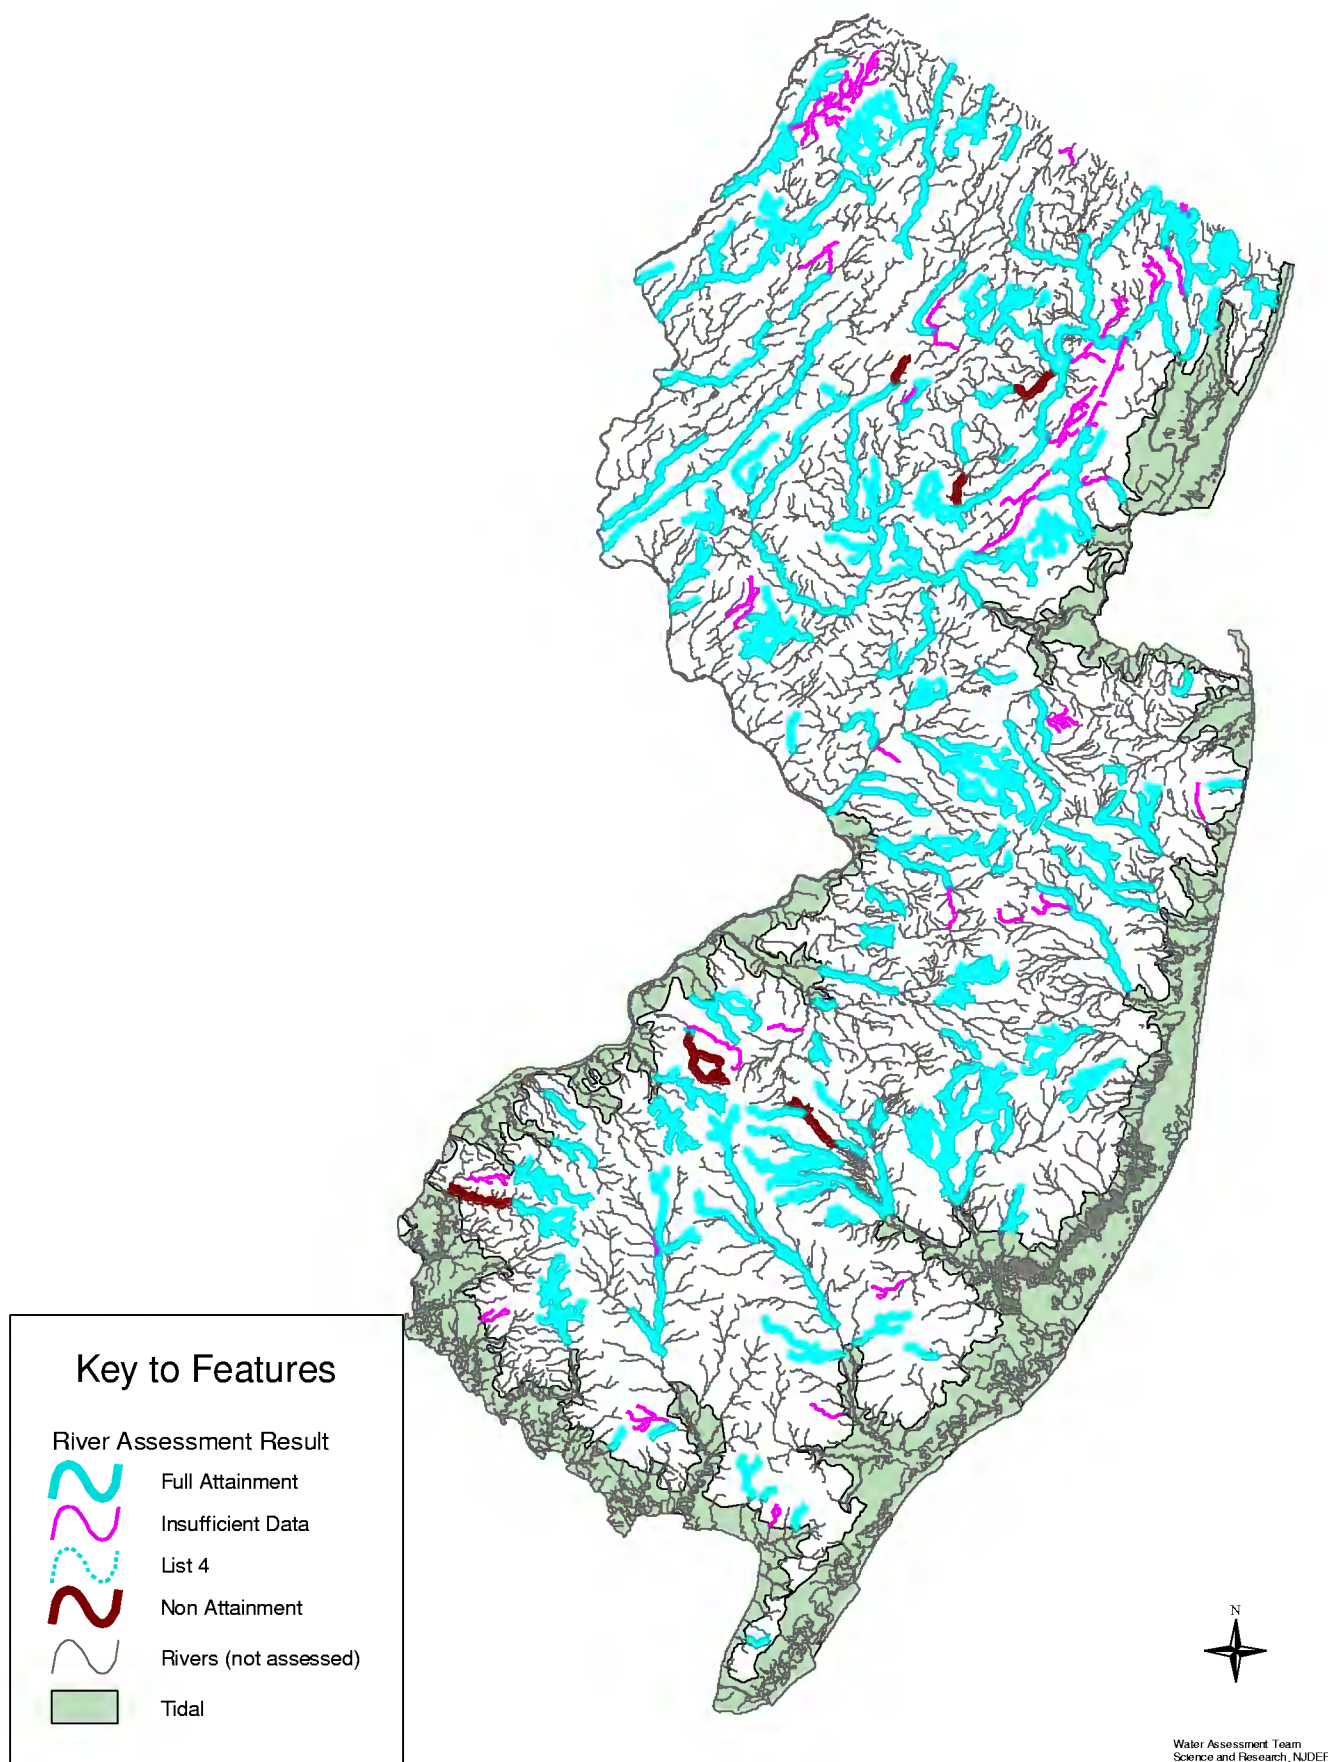 Key to Features
River Assessment Result
Full Attainment
Insufficient Data
List 4
Non Attainment
Rivers (not assessed)
Tidal
N
Water Assessment Team
Science and Research, NJDEP